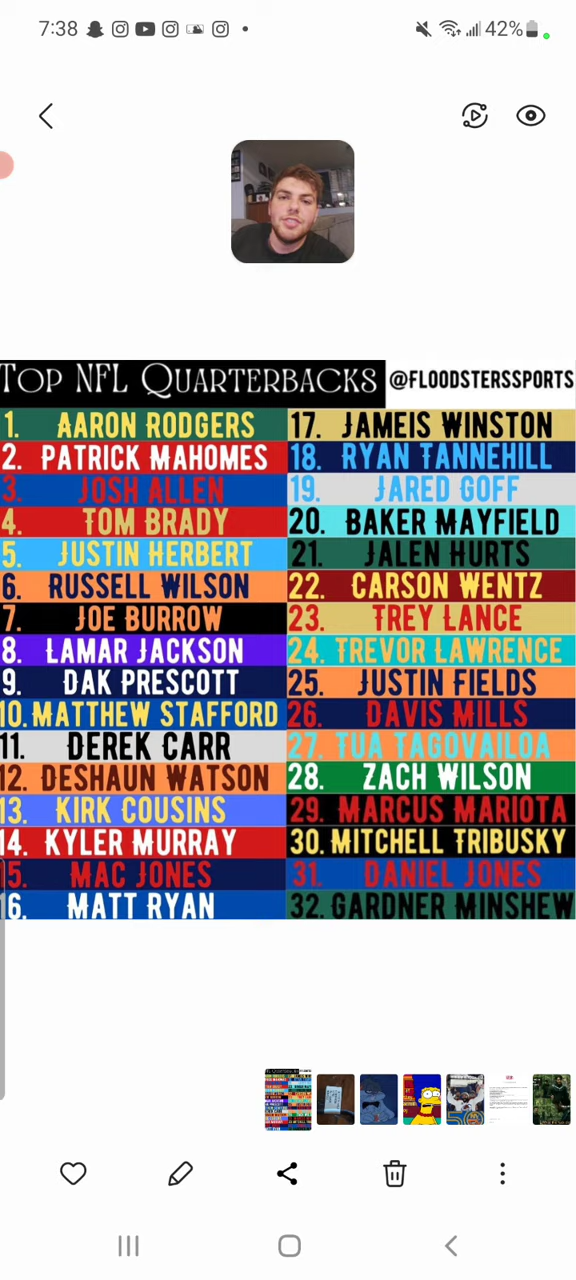 7:38
42%
TOP NFL QUARTERBACKS
@FLOODSTERSSPORTS
1. AARON RODGERS
2. PATRICK MAHOMES
3. JOSH ALLEN
4. TOM BRADY
5. JUSTIN HERBERT
6. RUSSELL WILSON
7. JOE BURROW
8. LAMAR JACKSON
9. DAK PRESCOTT
10. MATTHEW STAFFORD
11. DEREK CARR
12. DESHAUN WATSON
13. KIRK COUSINS
14. KYLER MURRAY
15. MAC JONES
16. MATT RYAN
17. JAMEIS WINSTON
18. RYAN TANNEHILL
19. JARED GOFF
20. BAKER MAYFIELD
21. JALEN HURTS
22. CARSON WENTZ
23. TREY LANCE
24. TREVOR LAWRENCE
25. JUSTIN FIELDS
26. DAVIS MILLS
27. TUA TAGOVAILOA
28. ZACH WILSON
29. MARCUS MARIOTA
30. MITCHELL TRIBUSKY
31. DANIEL JONES
32. GARDNER MINSHEW